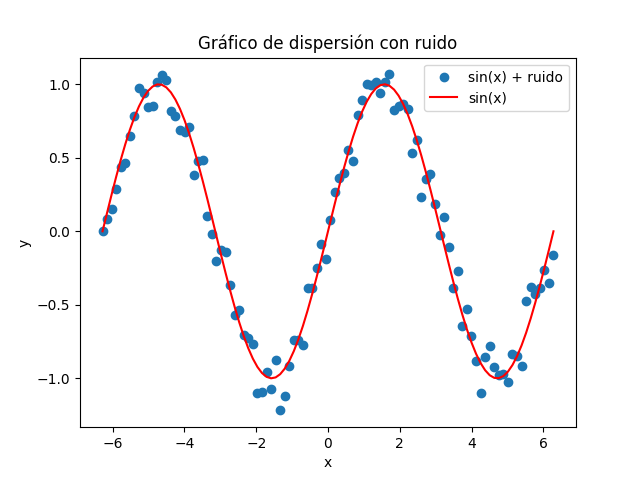 Gráfico de dispersión con ruido
sin(x) + ruido
sin(x)
1.0
0.5
0.0
−0.5
−1.0
y
−6
−4
−2
0
2
4
6
x